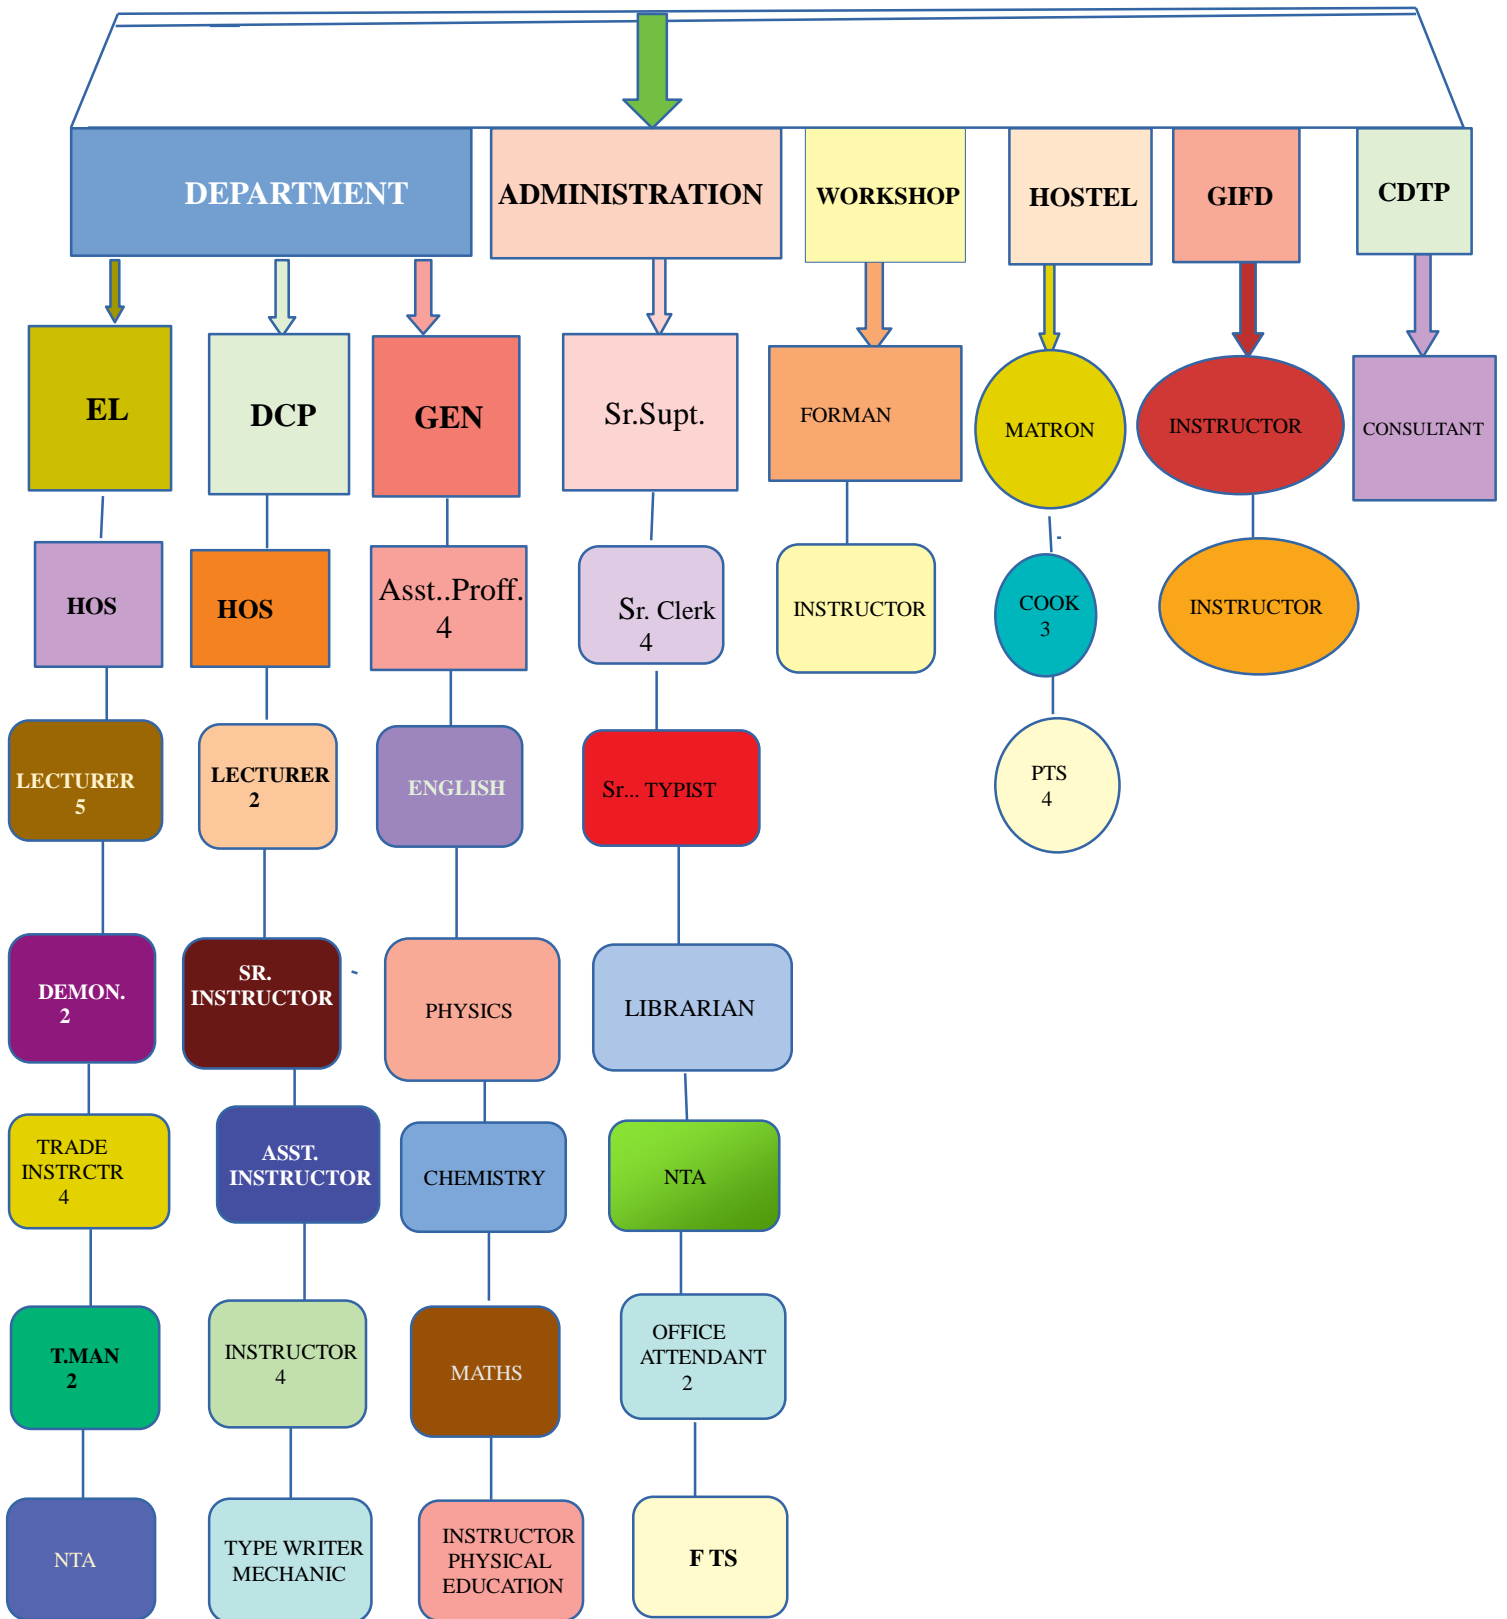 DEPARTMENT
ADMINISTRATION
WORKSHOP
HOSTEL
GIFD
CDTP
EL
DCP
GEN
Sr.Supt.
FORMAN
MATRON
INSTRUCTOR
CONSULTANT
HOS
HOS
Asst..Proff.
4
Sr. Clerk
4
INSTRUCTOR
COOK
3
INSTRUCTOR
LECTURER
5
LECTURER
2
ENGLISH
Sr... TYPIST
PTS
4
DEMON.
2
SR.
INSTRUCTOR
PHYSICS
LIBRARIAN
TRADE
INSTRCTR
4
ASST.
INSTRUCTOR
CHEMISTRY
NTA
T.MAN
2
INSTRUCTOR
4
MATHS
OFFICE
ATTENDANT
2
NTA
TYPE WRITER
MECHANIC
INSTRUCTOR
PHYSICAL
EDUCATION
F TS